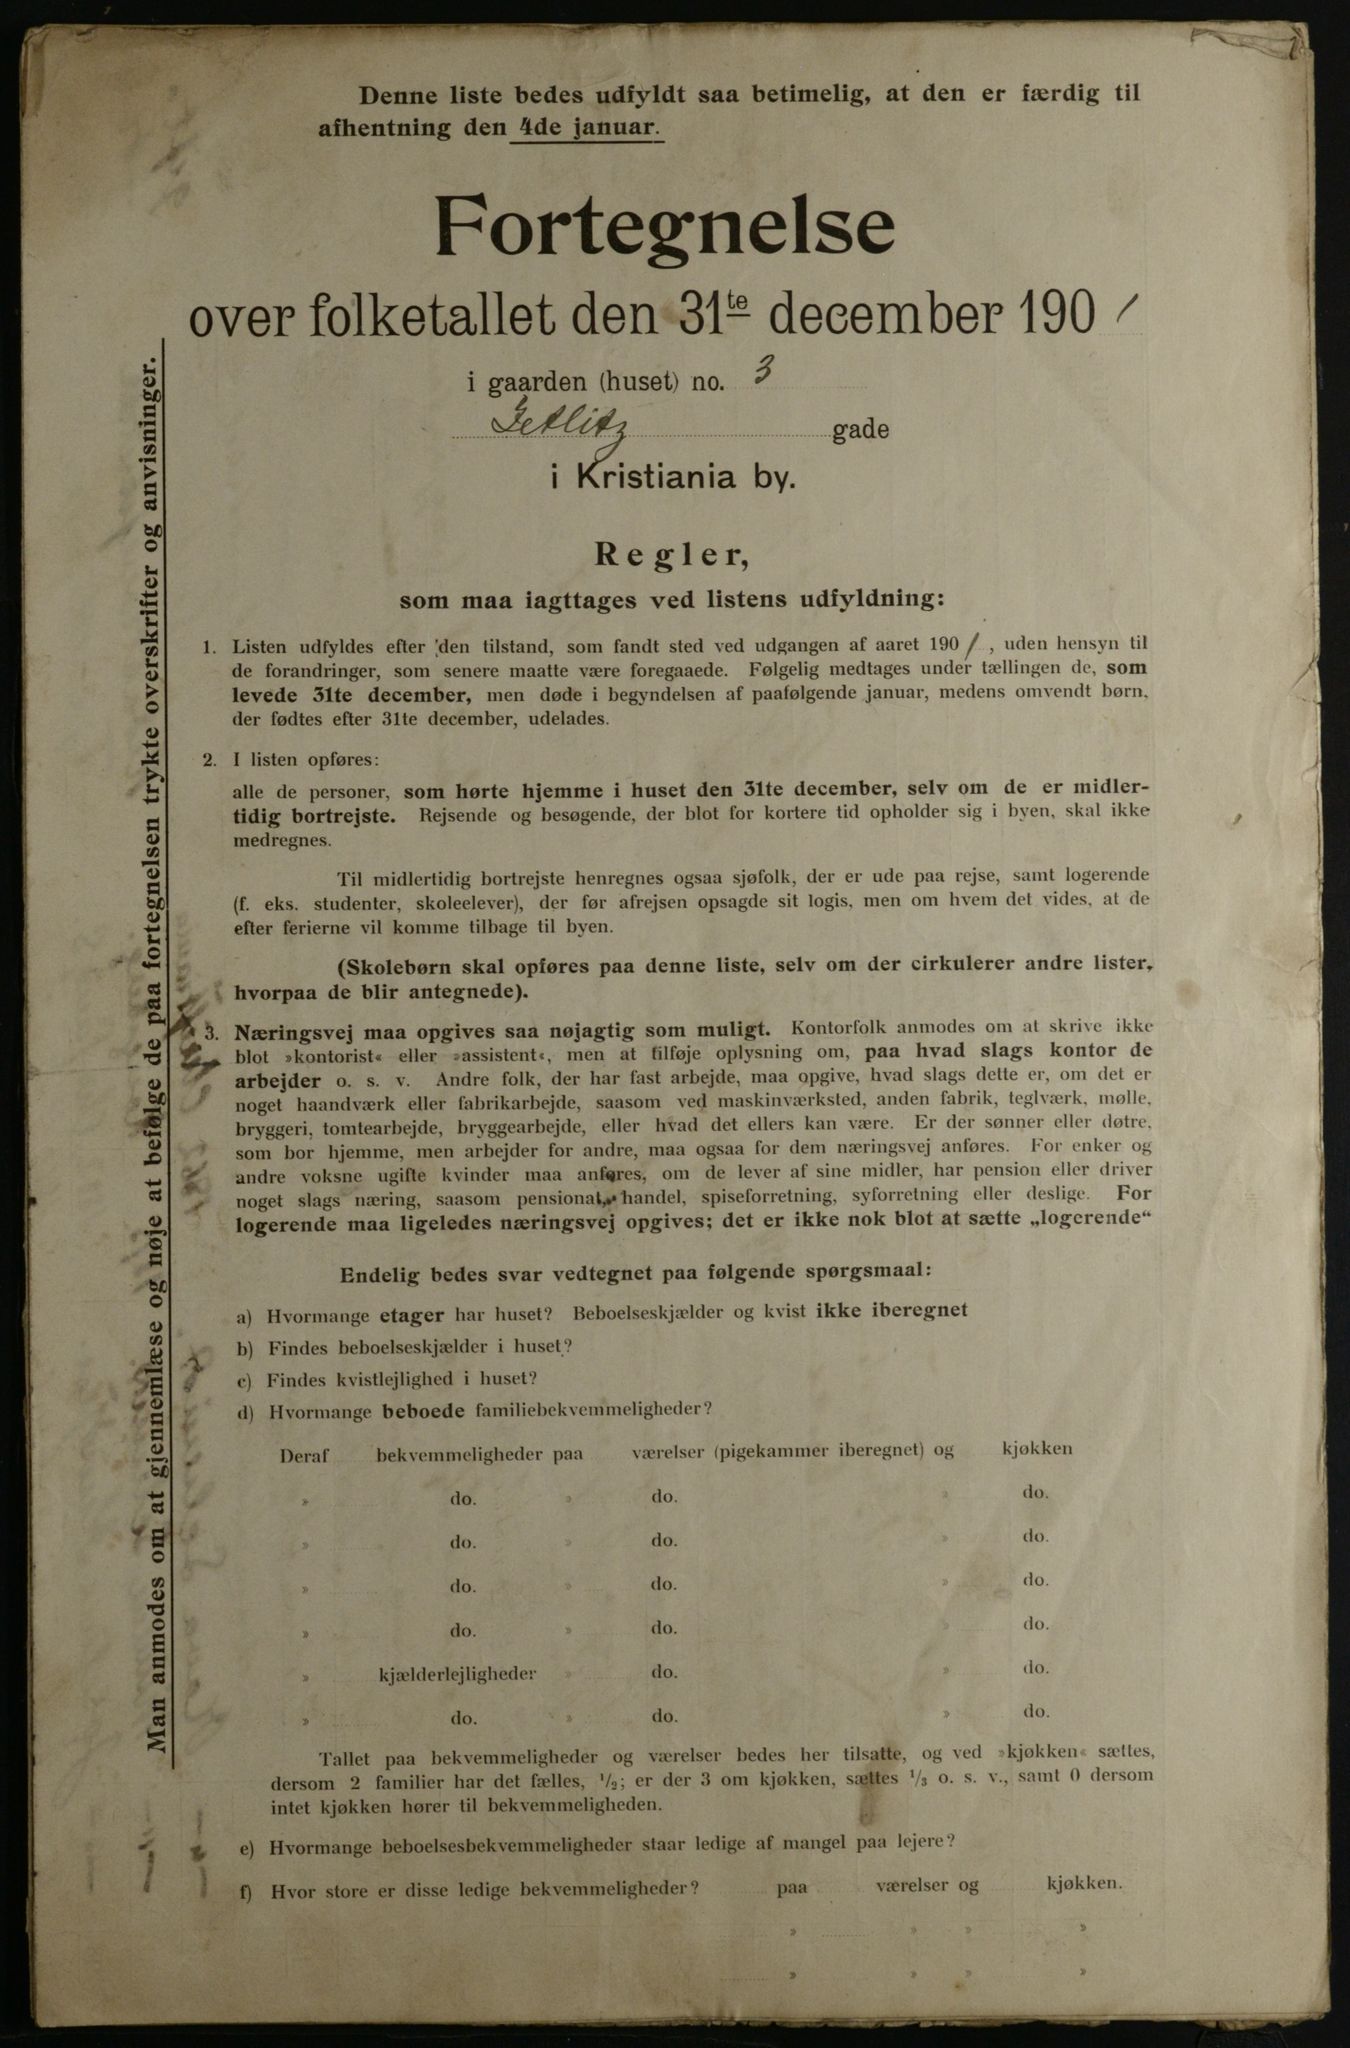 Denne liste bedes udfyldt saa betimelig, at den er færdig til
afhentning den 4de januar.
Fortegnelse
over folketallet den 31te december 1901
i gaarden (huset) no. 3
Jetlitz gade
i Kristiania by.
Regler,
som maa iagttages ved listens udfyldning:
1. Listen udfyldes efter den tilstand, som fandt sted ved udgangen af aaret 1901, uden hensyn til
de forandringer, som senere maatte være foregaaede. Følgelig medtages under tællingen de, som
levede 31te december, men døde i begyndelsen af paafølgende januar, medens omvendt børn,
der fødtes efter 31te december, udelades.
2. I listen opføres:
alle de personer, som hørte hjemme i huset den 31te december, selv om de er midler-
tidig bortrejste. Rejsende og besøgende, der blot for kortere tid opholder sig i byen, skal ikke
medregnes.
Til midlertidig bortrejste henregnes ogsaa sjøfolk, der er ude paa rejse, samt logerende
(f. eks. studenter, skoleelever), der før afrejsen opsagde sit logis, men om hvem det vides, at de
efter ferierne vil komme tilbage til byen.
(Skolebørn skal opføres paa denne liste, selv om der cirkulerer andre lister,
hvorpaa de blir antegnede).
3. Næringsvej maa opgives saa nøjagtig som muligt. Kontorfolk anmodes om at skrive ikke
blot »kontorist« eller »assistent«, men at tilføje oplysning om, paa hvad slags kontor de
arbejder o. s. v. Andre folk, der har fast arbejde, maa opgive, hvad slags dette er, om det er
noget haandværk eller fabrikarbejde, saasom ved maskinværksted, anden fabrik, teglværk, mølle,
bryggeri, tomtearbejde, bryggearbejde, eller hvad det ellers kan være. Er der sønner eller døtre,
som bor hjemme, men arbejder for andre, maa ogsaa for dem næringsvej anføres. For enker og
andre voksne ugifte kvinder maa anføres, om de lever af sine midler, har pension eller driver
noget slags næring, saasom pensionat, handel, spiseforretning, syforretning eller deslige. For
logerende maa ligeledes næringsvej opgives; det er ikke nok blot at sætte „logerende“
Endelig bedes svar vedtegnet paa følgende spørgsmaal:
a) Hvormange etager har huset? Beboelseskjælder og kvist ikke iberegnet
b) Findes beboelseskjælder i huset?
c) Findes kvistlejlighed i huset?
d) Hvormange beboede familiebekvemmeligheder?
Deraf bekvemmeligheder paa værelser (pigekammer iberegnet) og kjøkken
» do. » do. » do.
» do. » do. » do.
» do. » do. » do.
» do. » do. » do.
» kjælderlejligheder » do. » do.
» do. » do. » do.
Tallet paa bekvemmeligheder og værelser bedes her tilsatte, og ved »kjøkken« sættes,
dersom 2 familier har det fælles, 1/2; er der 3 om kjøkken, sættes 1/3 o. s. v., samt 0 dersom
intet kjøkken hører til bekvemmeligheden.
e) Hvormange beboelsesbekvemmeligheder staar ledige af mangel paa lejere?
f) Hvor store er disse ledige bekvemmeligheder? paa værelser og kjøkken.
» » » »
» » » »
Man anmodes om at gjennemlæse og nøje at befølge de paa fortegnelsen trykte overskrifter og anvisninger.